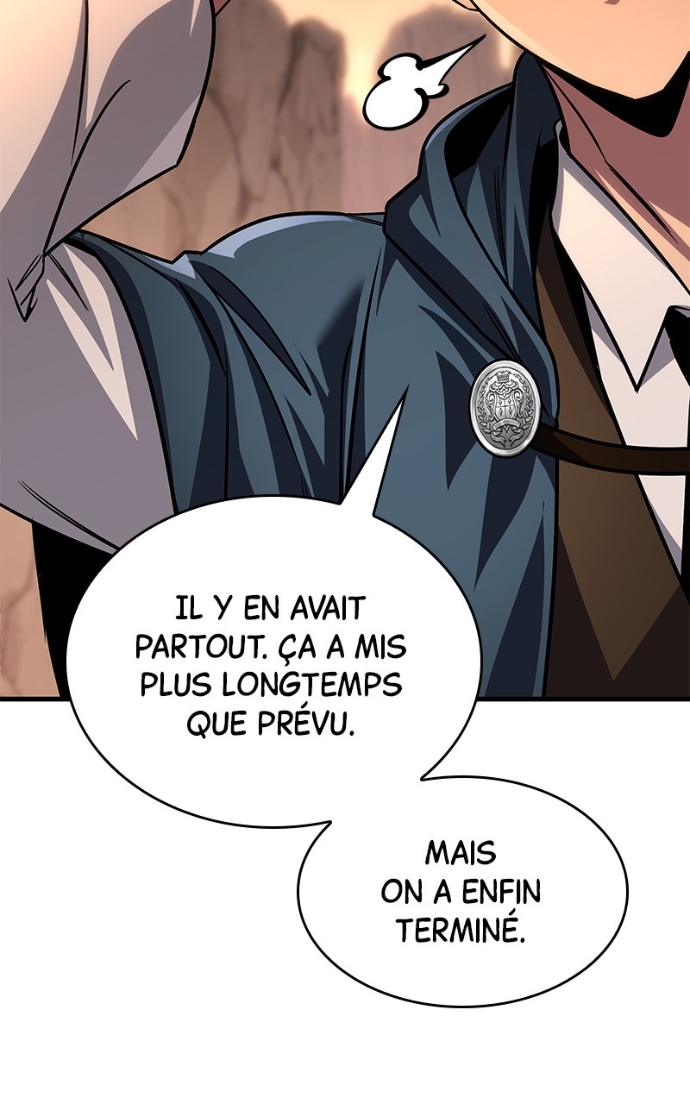 IL Y EN AVAIT
PARTOUT. ÇA A MIS
PLUS LONGTEMPS
QUE PRÉVU.
MAIS
ON A ENFIN
TERMINÉ.